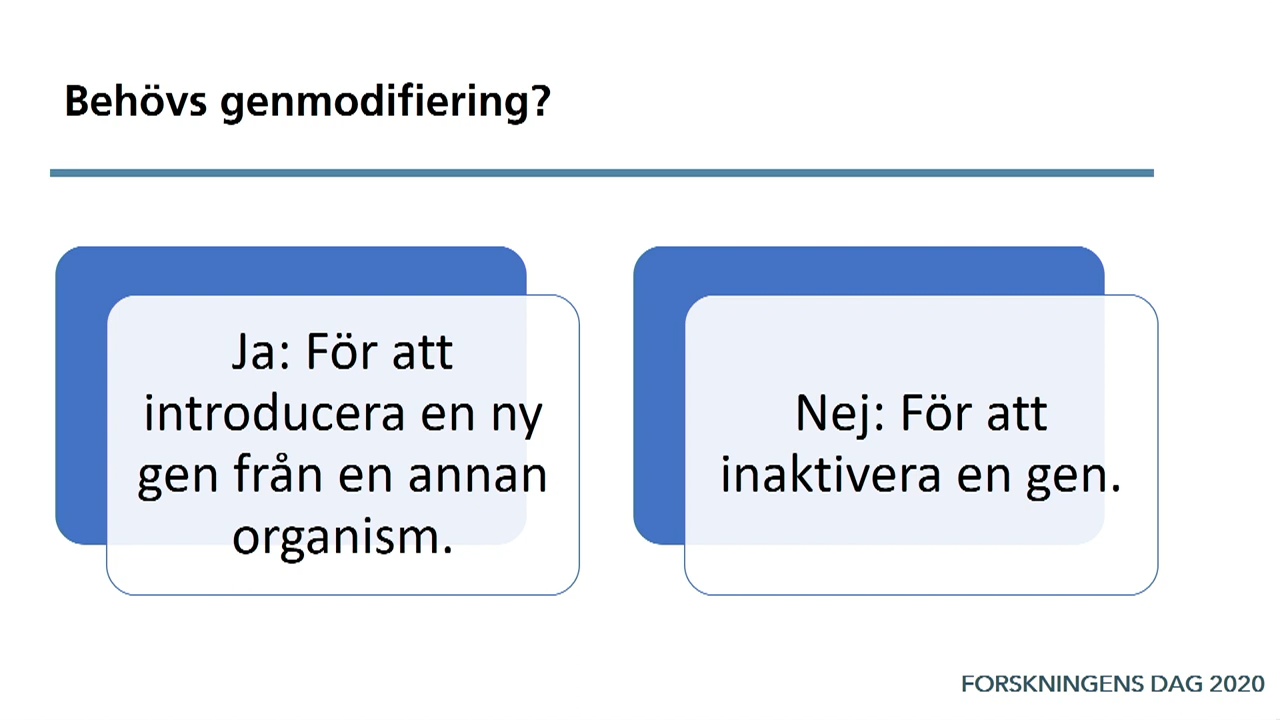 Behövs genmodifiering?
Ja: För att
introducera en ny
gen från en annan
organism.
Nej: För att
inaktivera en gen.
FORSKNINGENS DAG 2020